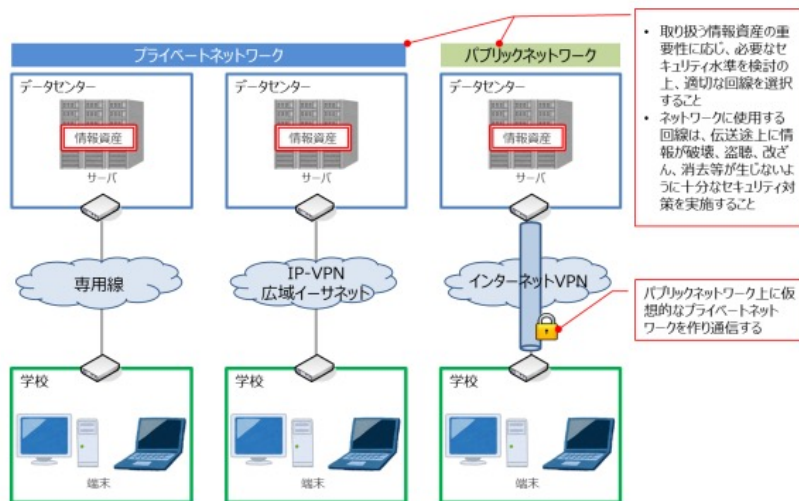 プライベートネットワーク
パブリックネットワーク
データセンター
データセンター
データセンター
情報資産
情報資産
情報資産
サーバ
サーバ
サーバ
専用線
IP-VPN
広域イーサネット
インターネットVPN
学校
学校
学校
端末
端末
端末
• 取り扱う情報資産の重
要性に応じ、必要なセ
キュリティ水準を検討の
上、適切な回線を選択
すること
• ネットワークに使用する
回線は、伝送途上に情
報が破壊、盗聴、改ざ
ん、消去等が生じないよ
うに十分なセキュリティ対
策を実施すること
パブリックネットワーク上に仮
想的なプライベートネット
ワークを作り通信する